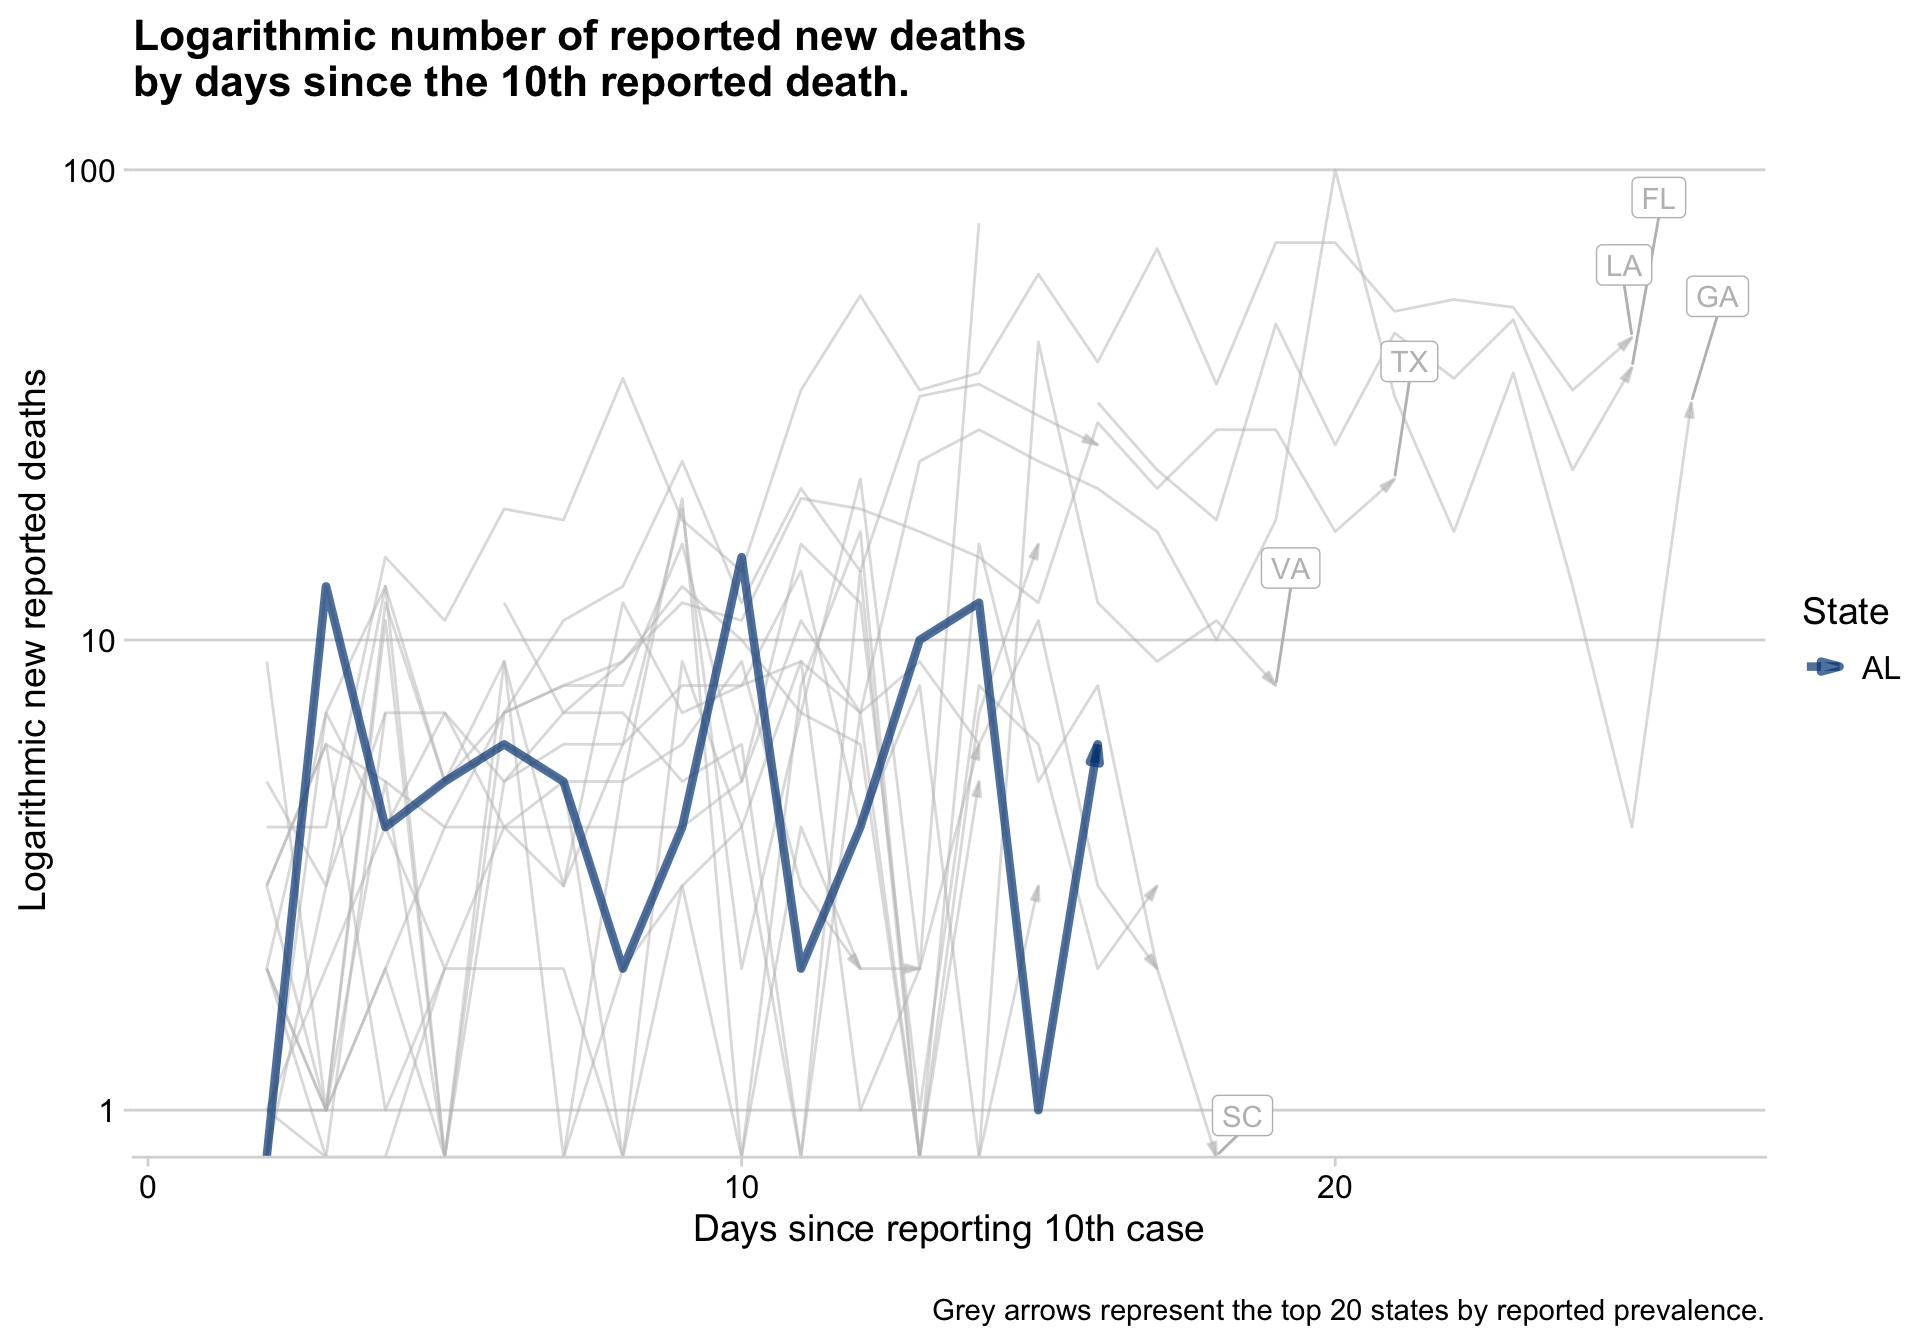 Logarithmic number of reported new deaths
by days since the 10th reported death.
Logarithmic new reported deaths
100
10
1
FL
LA
GA
TX
VA
SC
0
10
20
Days since reporting 10th case
State
AL
Grey arrows represent the top 20 states by reported prevalence.